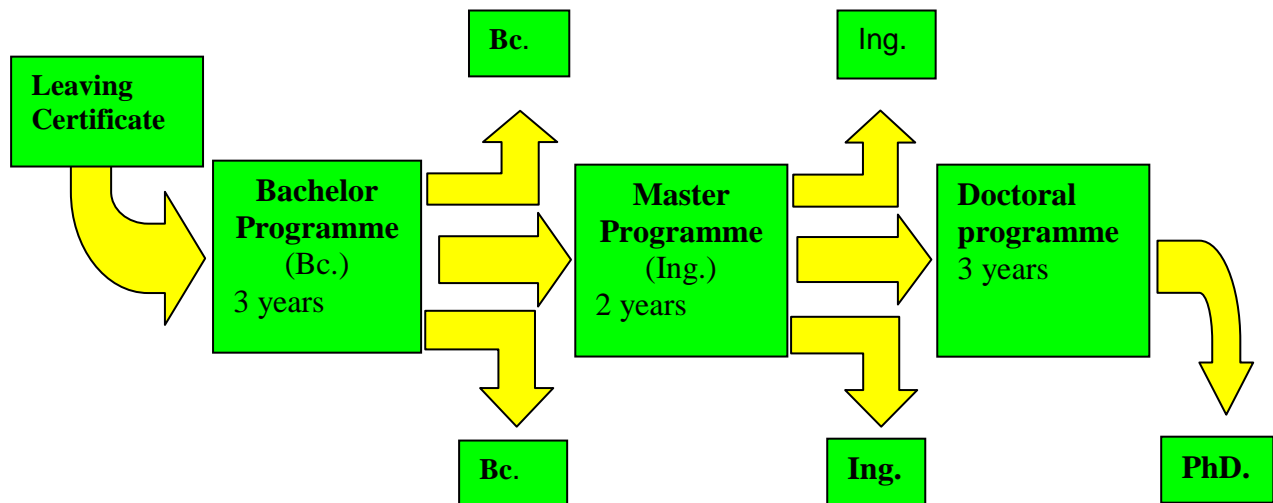 Bc.
Ing.
Leaving
Certificate
Bachelor
Programme
(Bc.)
3 years
Master
Programme
(Ing.)
2 years
Doctoral
programme
3 years
Bc.
Ing.
PhD.